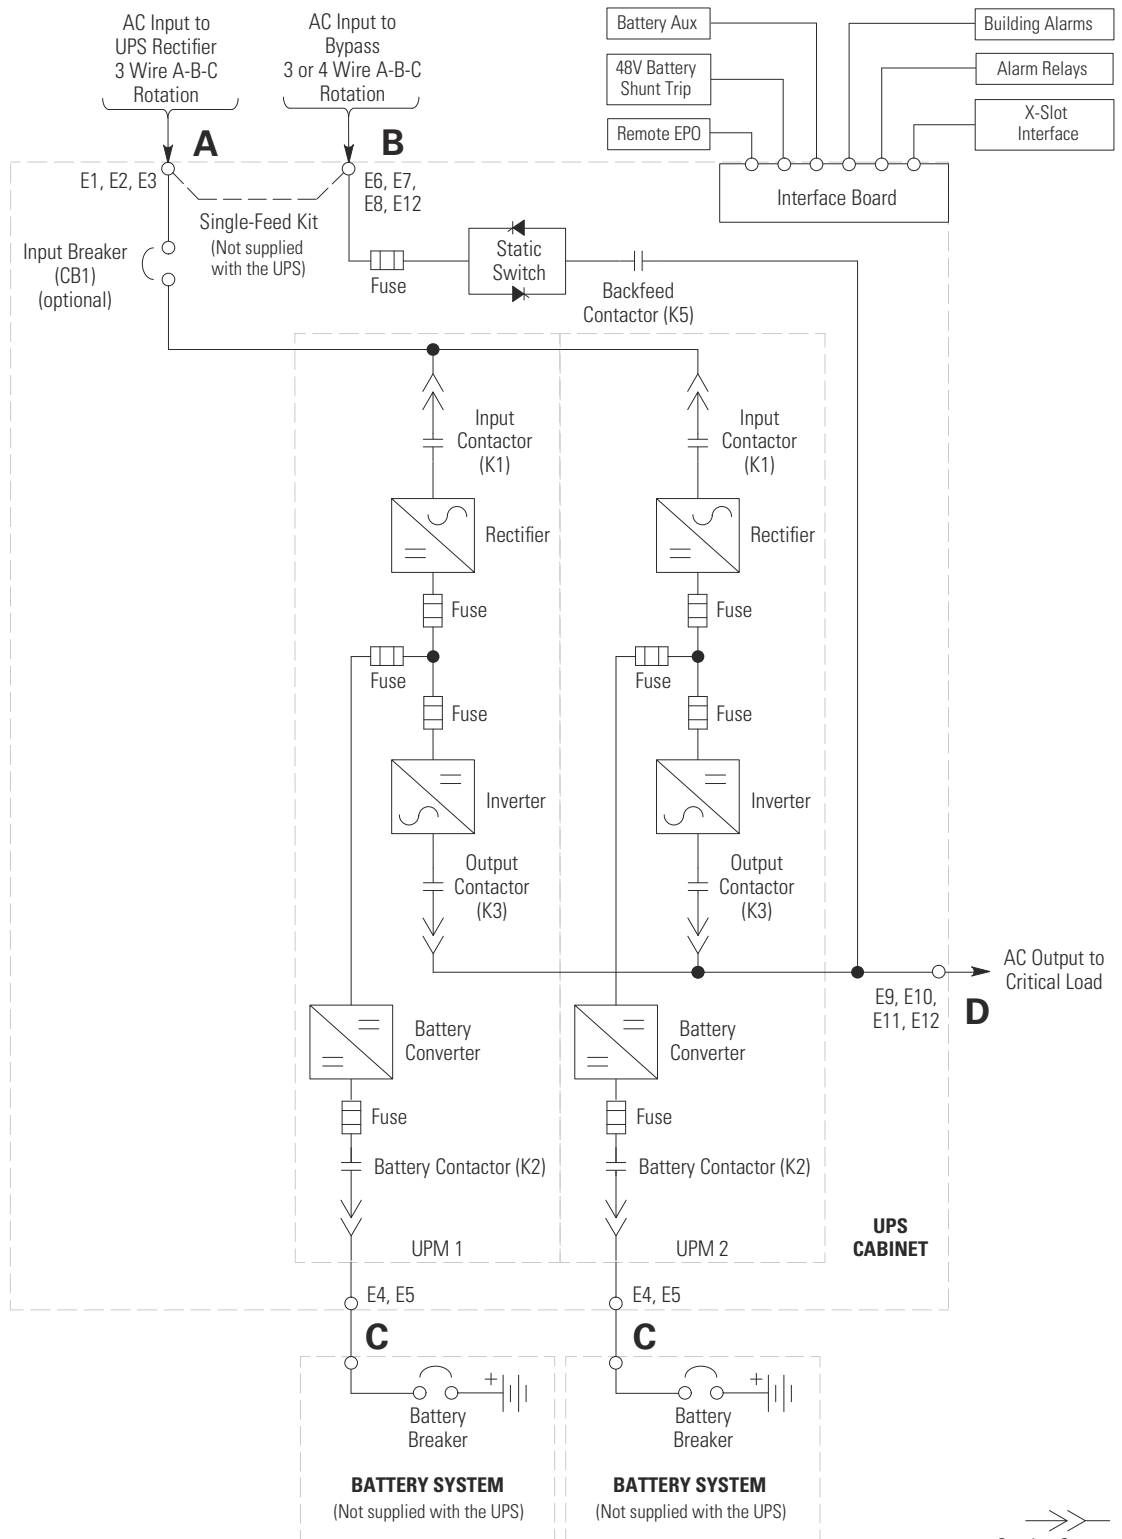 AC Input to
UPS Rectifier
3 Wire A-B-C
Rotation
AC Input to
Bypass
3 or 4 Wire A-B-C
Rotation
Battery Aux
48V Battery
Shunt Trip
Remote EPO
Building Alarms
Alarm Relays
X-Slot
Interface
A
B
E1, E2, E3
E6, E7,
E8, E12
Interface Board
Single-Feed Kit
(Not supplied
with the UPS)
Input Breaker
(CB1)
(optional)
Fuse
Static
Switch
Backfeed
Contactor (K5)
Input
Contactor
(K1)
Input
Contactor
(K1)
Rectifier
Rectifier
Fuse
Fuse
Fuse
Fuse
Fuse
Fuse
Inverter
Inverter
Output
Contactor
(K3)
Output
Contactor
(K3)
AC Output to
Critical Load
E9, E10,
E11, E12
D
Battery
Converter
Battery
Converter
Fuse
Fuse
Battery Contactor (K2)
Battery Contactor (K2)
UPS
CABINET
UPM 1
UPM 2
E4, E5
E4, E5
C
C
+
+
Battery
Breaker
Battery
Breaker
BATTERY SYSTEM
(Not supplied with the UPS)
BATTERY SYSTEM
(Not supplied with the UPS)